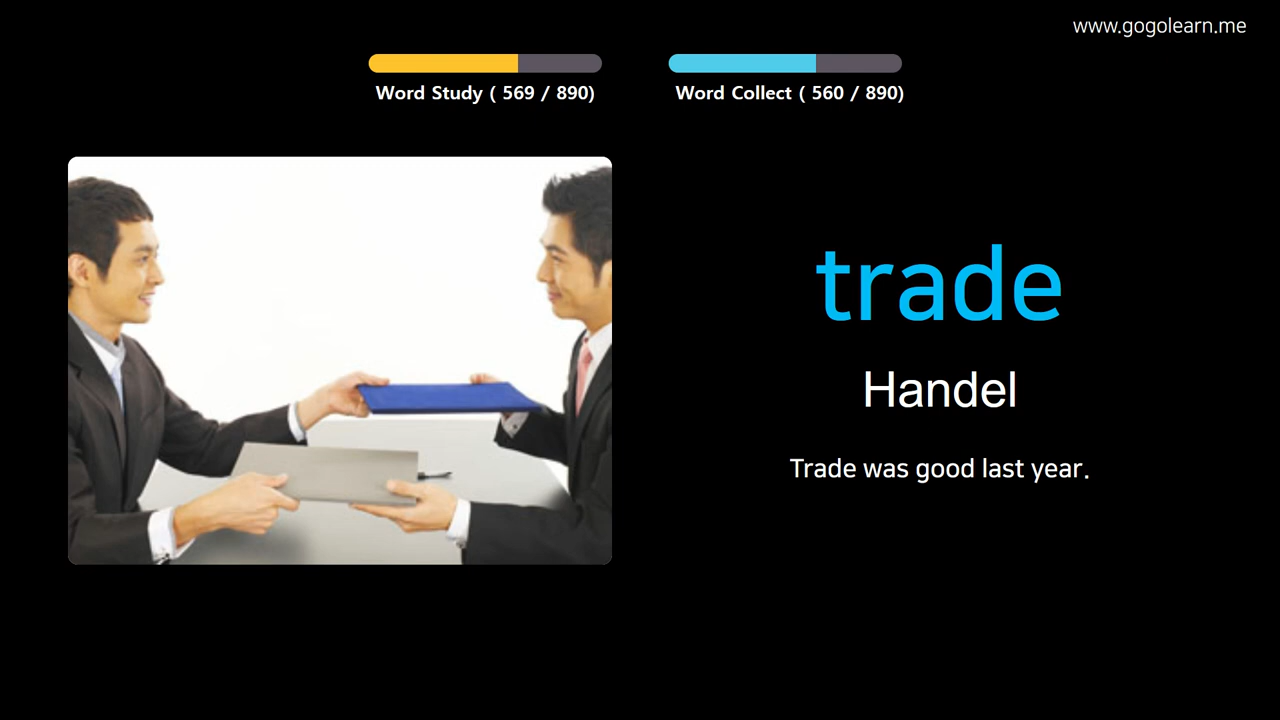 www.gogolearn.me
Word Study ( 569 / 890)
Word Collect ( 560 / 890)
trade
Handel
Trade was good last year.